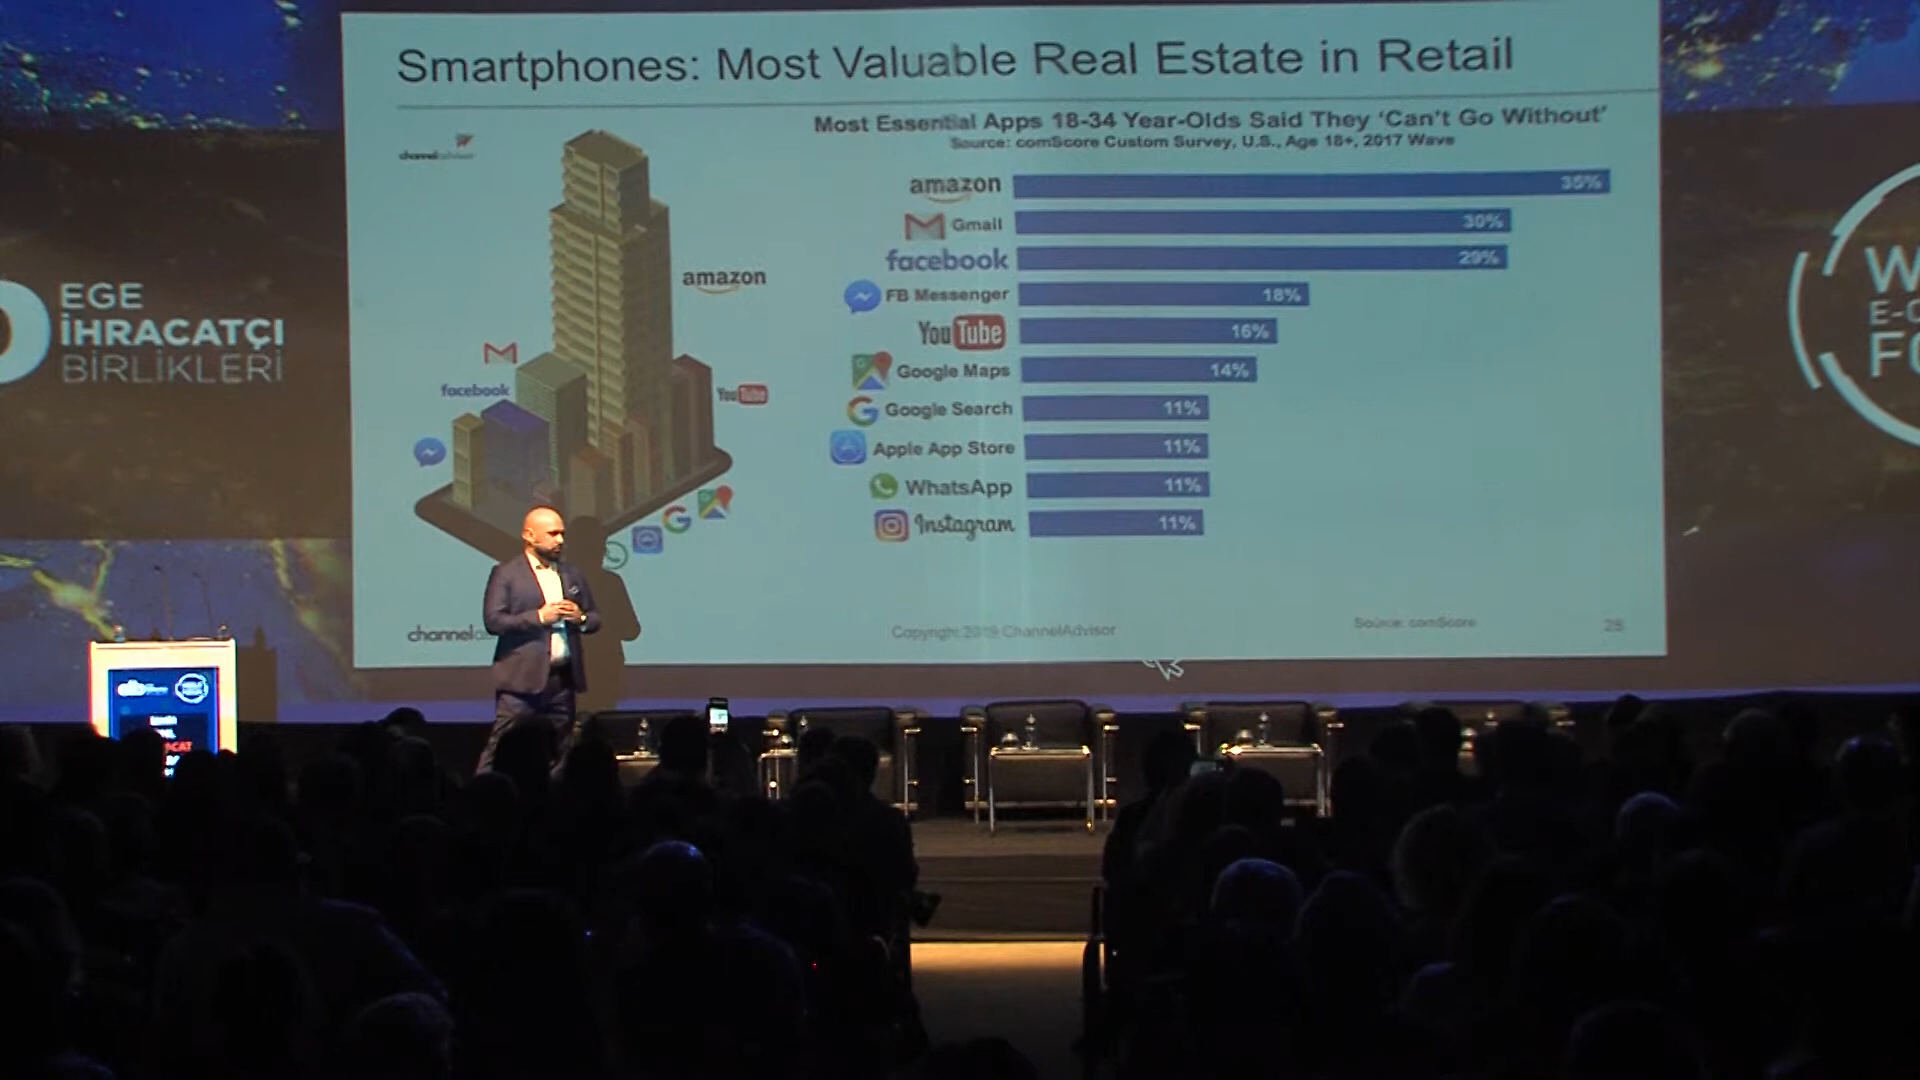 Smartphones: Most Valuable Real Estate in Retail
channeladvisor
Most Essential Apps 18-34 Year-Olds Said They ‘Can’t Go Without’
Source: comScore Custom Survey, U.S., Age 18+, 2017 Wave
amazon 35%
Gmail 30%
facebook 29%
FB Messenger 18%
YouTube 16%
Google Maps 14%
Google Search 11%
Apple App Store 11%
WhatsApp 11%
Instagram 11%
amazon
facebook
YouTube
channel
Copyright 2019 ChannelAdvisor
Source: comScore
EGE
İHRACATÇI
BİRLİKLERİ
W
E-C
FO